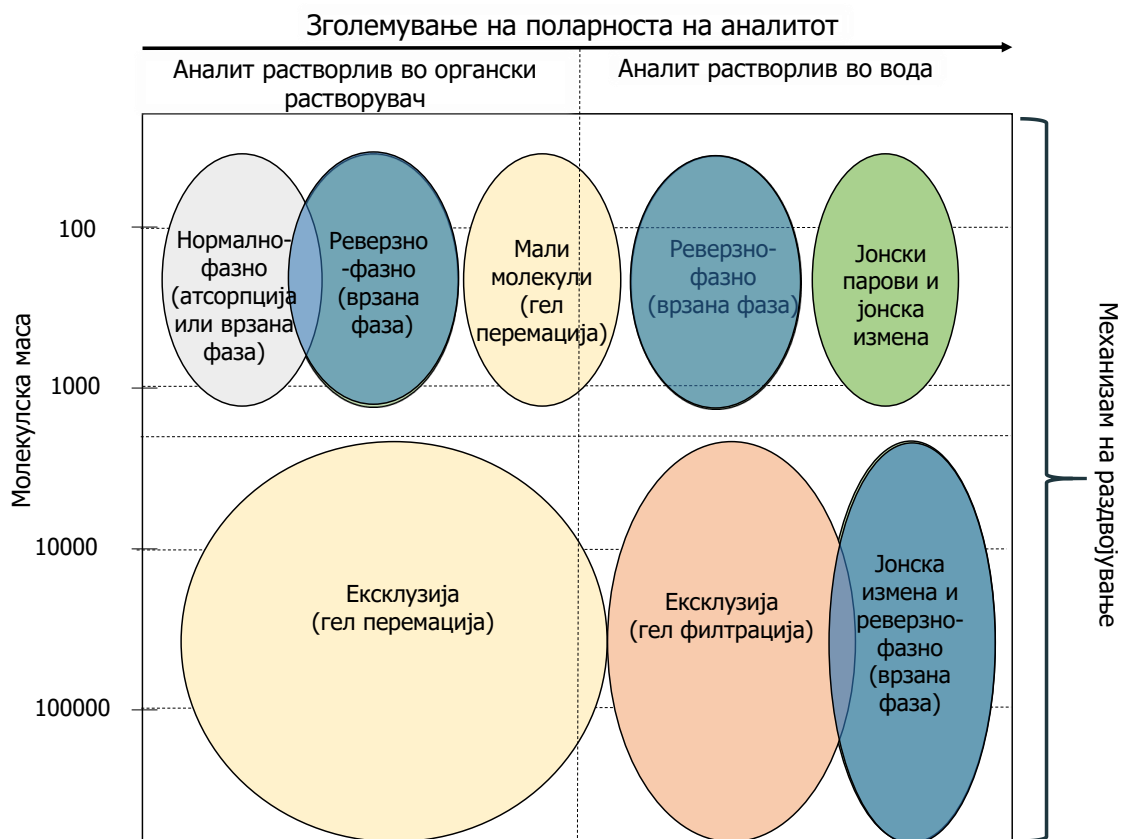 Зголемување на поларноста на аналитот
Аналит растворлив во органски
растворувач
Аналит растворлив во вода
Молекулска маса
100
1000
10000
100000
Нормално-
фазно
(атсорпција
или врзана
фаза)
Реверзно
-фазно
(врзана
фаза)
Мали
молекули
(гел
перемација)
Реверзно-
фазно
(врзана фаза)
Јонски
парови и
јонска
измена
Ексклузија
(гел перемација)
Ексклузија
(гел филтрација)
Јонска
измена и
реверзно-
фазно
(врзана
фаза)
Механизам на раздвојување